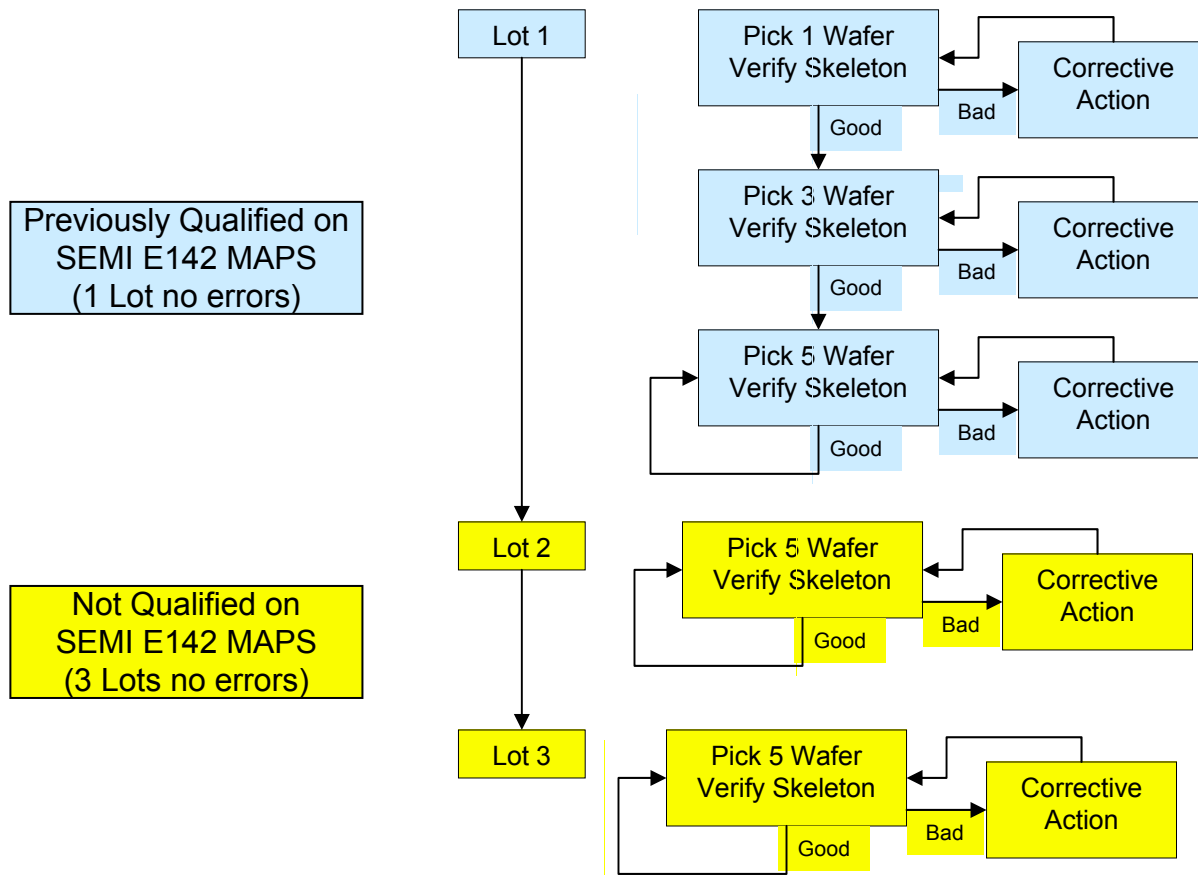 Lot 1
Pick 1 Wafer
Verify Skeleton
Corrective
Action
Bad
Good
Previously Qualified on
SEMI E142 MAPS
(1 Lot no errors)
Pick 3 Wafer
Verify Skeleton
Corrective
Action
Bad
Good
Pick 5 Wafer
Verify Skeleton
Corrective
Action
Bad
Good
Lot 2
Pick 5 Wafer
Verify Skeleton
Corrective
Action
Bad
Good
Not Qualified on
SEMI E142 MAPS
(3 Lots no errors)
Lot 3
Pick 5 Wafer
Verify Skeleton
Corrective
Action
Bad
Good